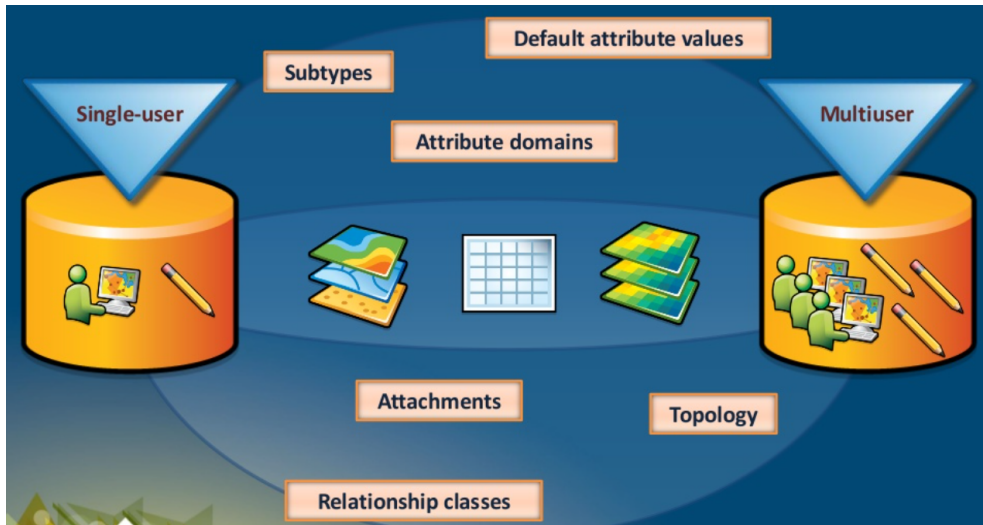 Default attribute values
Subtypes
Single-user
Multiuser
Attribute domains
Attachments
Topology
Relationship classes